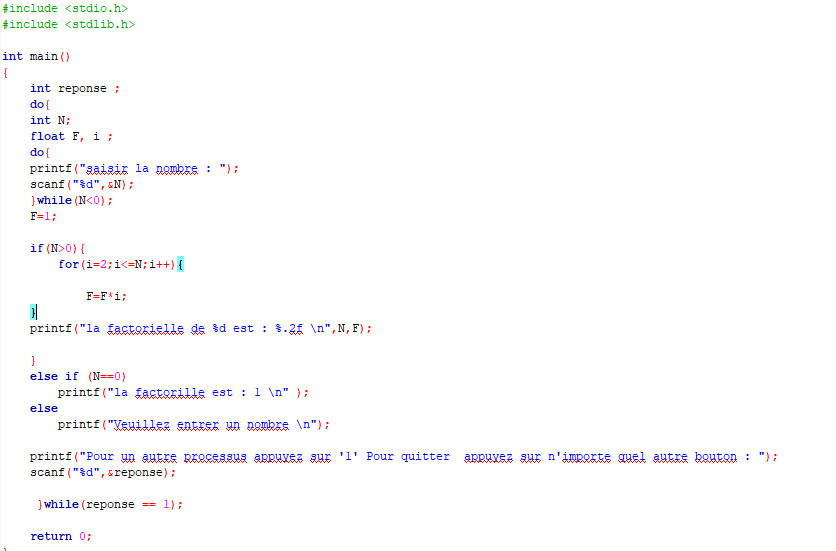 #include <stdio.h>
#include <stdlib.h>
int main()
{
int reponse ;
do{
int N;
float F, i ;
do{
printf("saisir la nombre : ");
scanf("%d",&N);
}while(N<0);
F=1;
if(N>0){
for(i=2;i<=N;i++){
F=F*i;
}
printf("la factorielle de %d est : %.2f \n",N,F);
}
else if (N==0)
printf("la factorille est : 1 \n" );
else
printf("Veuillez entrer un nombre \n");
printf("Pour un autre processus appuyez sur '1' Pour quitter  appuyez sur n'importe quel autre bouton : ");
scanf("%d",&reponse);
}while(reponse == 1);
return 0;